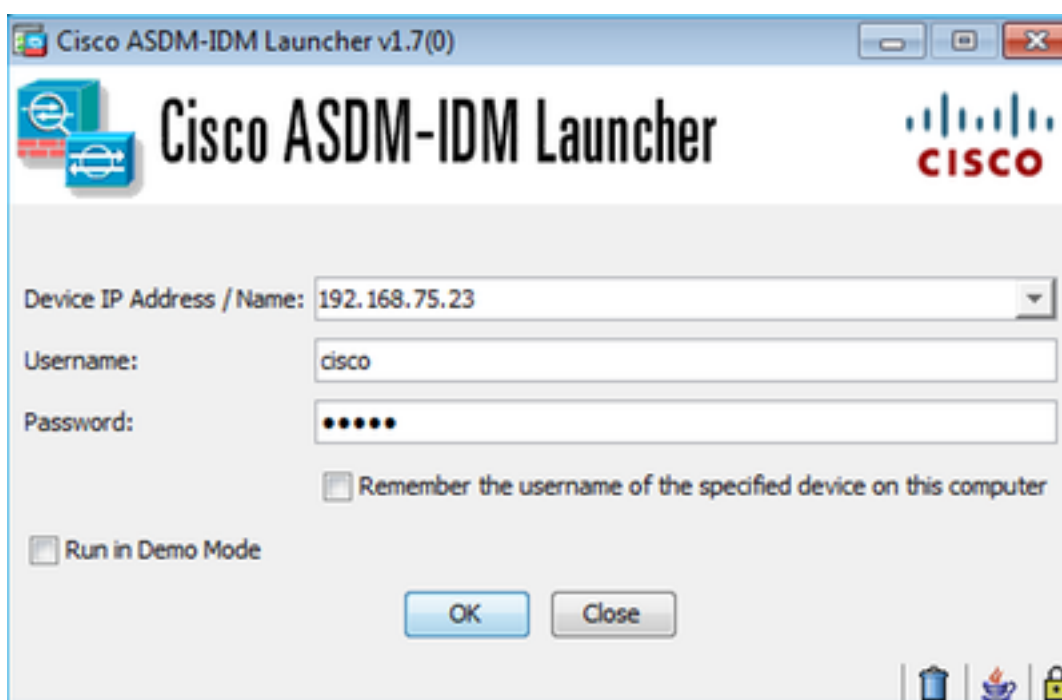 Cisco ASDM-IDM Launcher v1.7(0)
Cisco ASDM-IDM Launcher
CISCO
Device IP Address / Name: 192.168.75.23
Username: cisco
Password: •••••
Remember the username of the specified device on this computer
Run in Demo Mode
OK Close